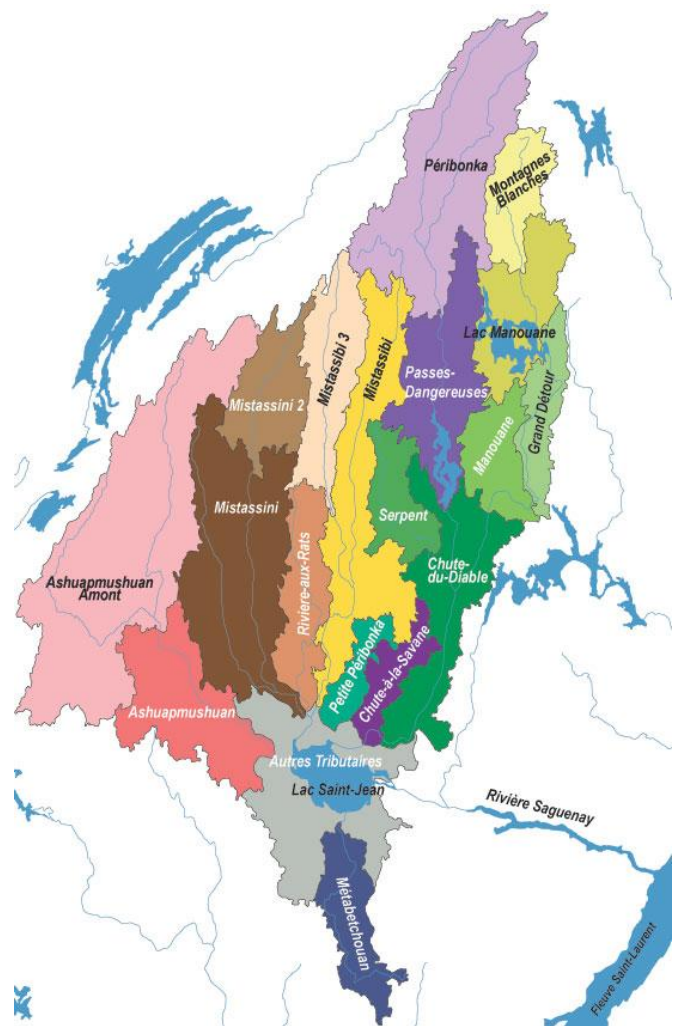 Péribonka
Montagnes
Blanches
Lac Manouane
Mistassibi 3
Mistassibi
Passes-
Dangereuses
Grand Détour
Mistassini 2
Manouane
Mistassini
Serpent
Rivière-aux-Rats
Chute-
du-Diable
Ashuapmushuan
Amont
Petite Péribonka
Chute-à-la-Savane
Ashuapmushuan
Autres Tributaires
Lac Saint-Jean
Rivière Saguenay
Métabetchouan
Fleuve Saint-Laurent